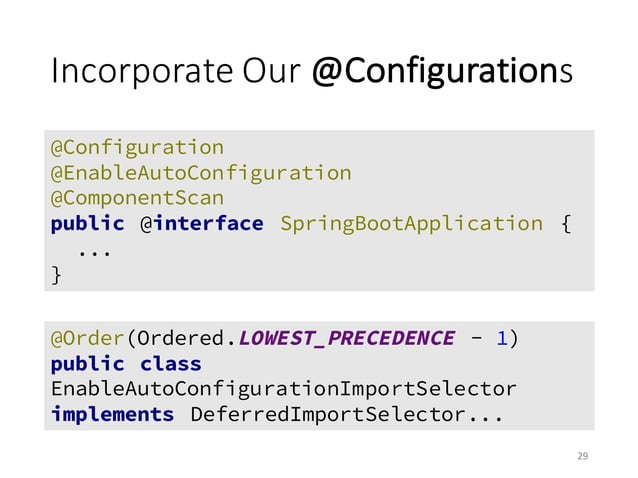 Incorporate Our @Configurations
@Configuration
@EnableAutoConfiguration
@ComponentScan
public @interface SpringBootApplication {
...
}
@Order(Ordered.LOWEST_PRECEDENCE - 1)
public class
EnableAutoConfigurationImportSelector
implements DeferredImportSelector...
29